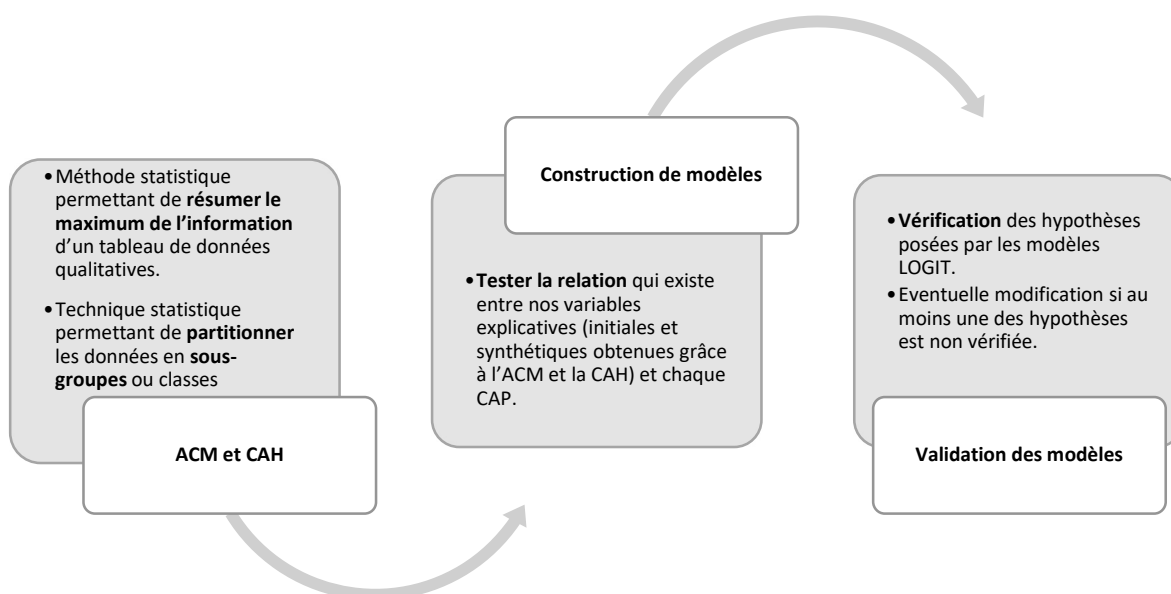 •Méthode statistique
permettant de résumer le
maximum de l'information
d'un tableau de données
qualitatives.
•Technique statistique
permettant de partitionner
les données en sous-
groupes ou classes
ACM et CAH
Construction de modèles
•Tester la relation qui existe
entre nos variables
explicatives (initiales et
synthétiques obtenues grâce
à l'ACM et la CAH) et chaque
CAP.
•Vérification des hypothèses
posées par les modèles
LOGIT.
•Eventuelle modification si au
moins une des hypothèses
est non vérifiée.
Validation des modèles